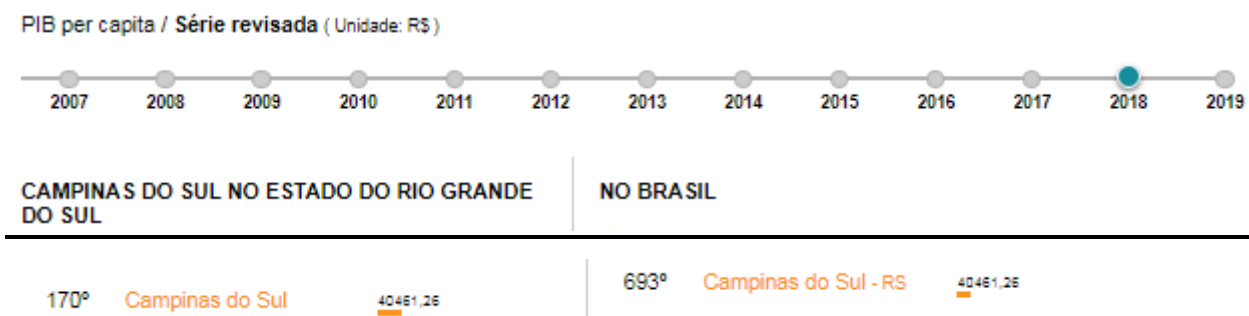 PIB per capita / Série revisada ( Unidade: R$ )
2007 2008 2009 2010 2011 2012 2013 2014 2015 2016 2017 2018 2019
CAMPINAS DO SUL NO ESTADO DO RIO GRANDE
DO SUL
NO BRASIL
170º Campinas do Sul 40461,26
693º Campinas do Sul - RS 40461,26